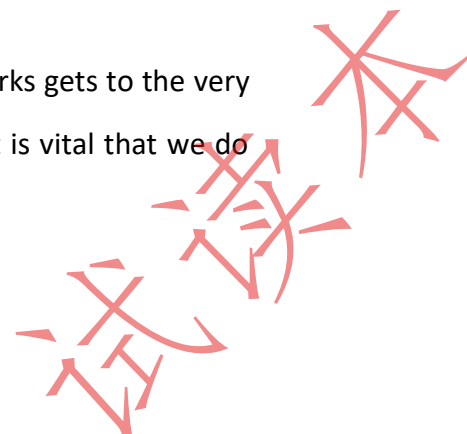 rks gets to the very
t is vital that we do
试读本